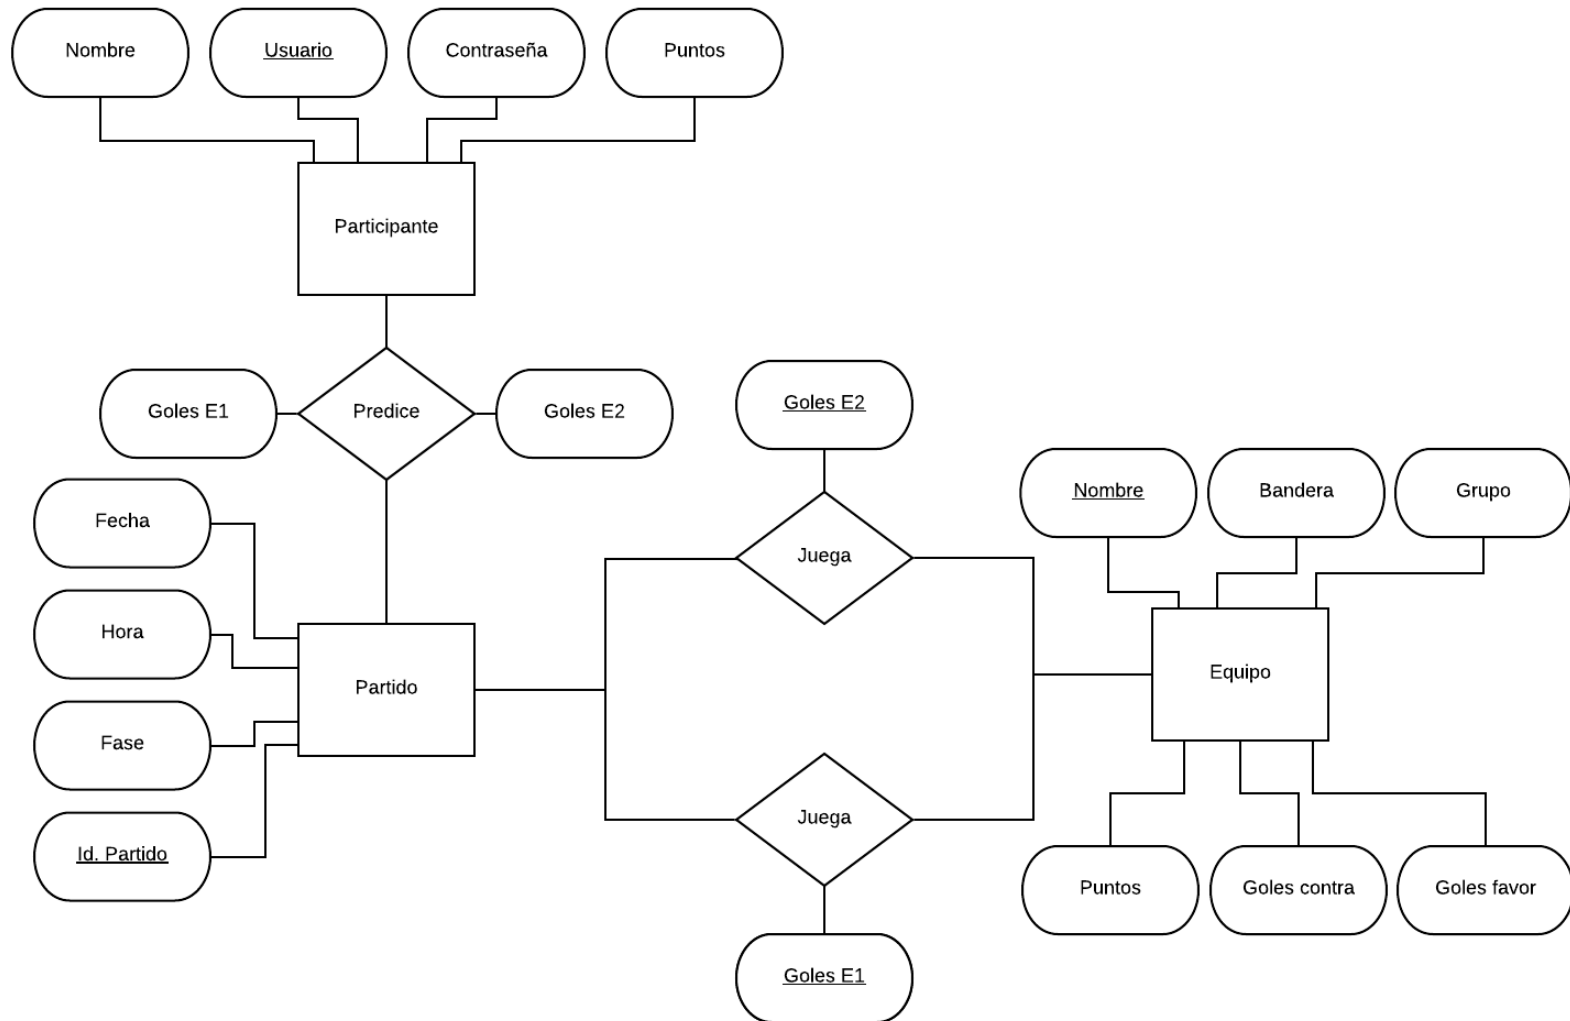 Nombre
Usuario
Contraseña
Puntos
Participante
Goles E1
Predice
Goles E2
Goles E2
Fecha
Nombre
Bandera
Grupo
Juega
Hora
Partido
Equipo
Fase
Juega
Id. Partido
Puntos
Goles contra
Goles favor
Goles E1